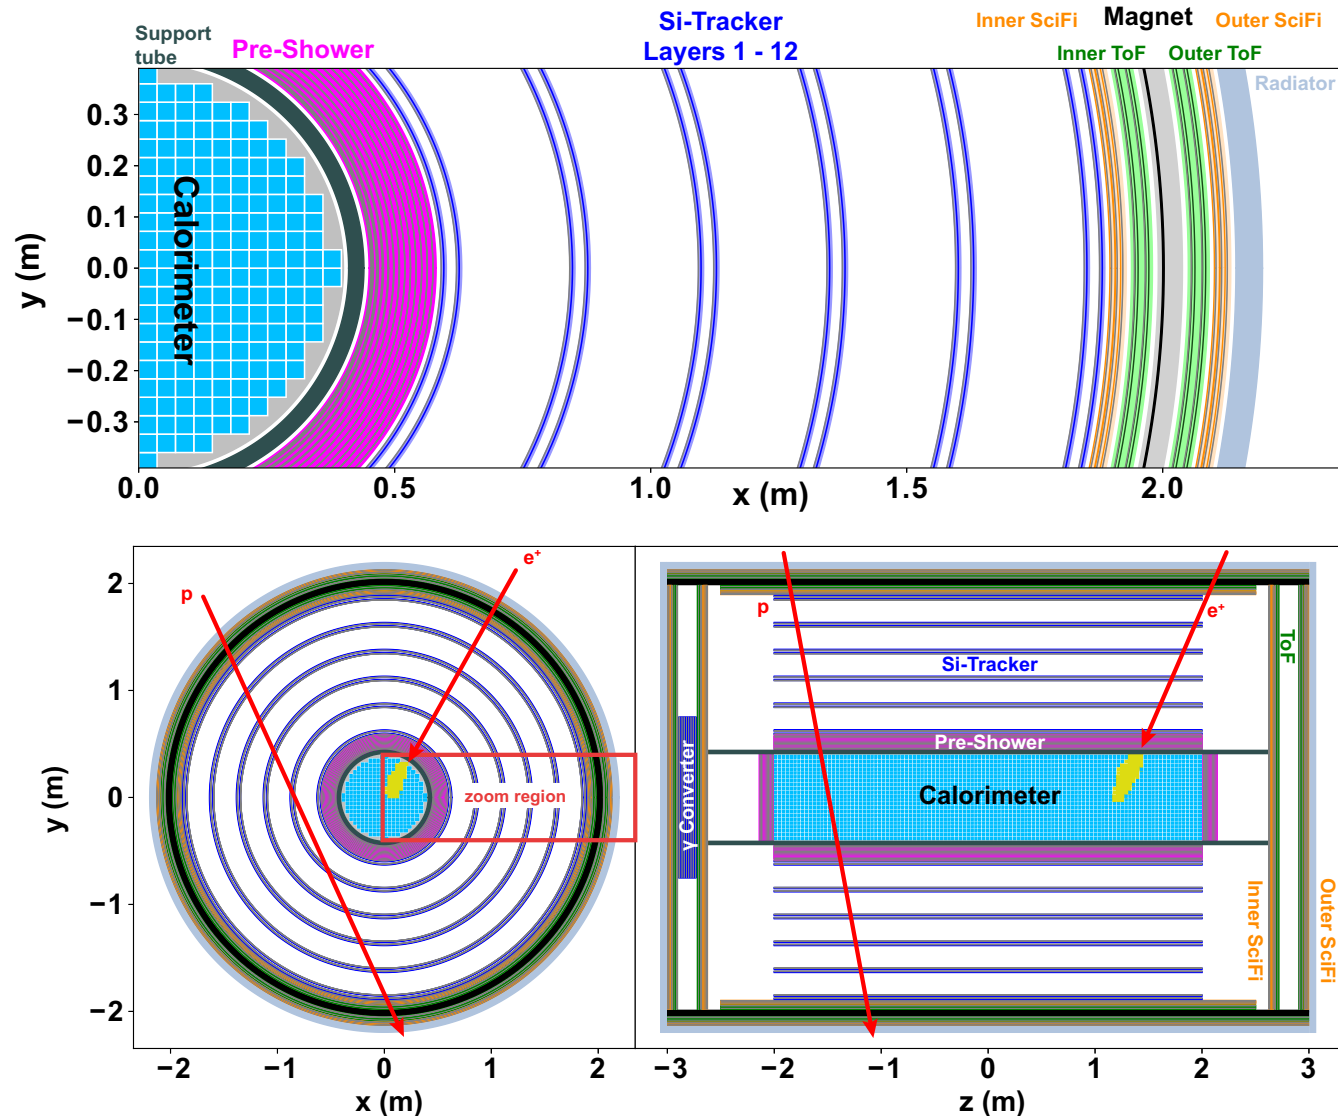 Support
tube
Pre-Shower
Si-Tracker
Layers 1 - 12
Inner SciFi
Magnet
Outer SciFi
Inner ToF
Outer ToF
Radiator
Calorimeter
y (m)
0.3
0.2
0.1
0.0
−0.1
−0.2
−0.3
0.0
0.5
1.0
1.5
2.0
x (m)
p
e⁺
zoom region
y (m)
2
1
0
−1
−2
−2
−1
0
1
2
x (m)
p
e⁺
Si-Tracker
Pre-Shower
Calorimeter
γ Converter
ToF
Inner SciFi
Outer SciFi
−3
−2
−1
0
1
2
3
z (m)